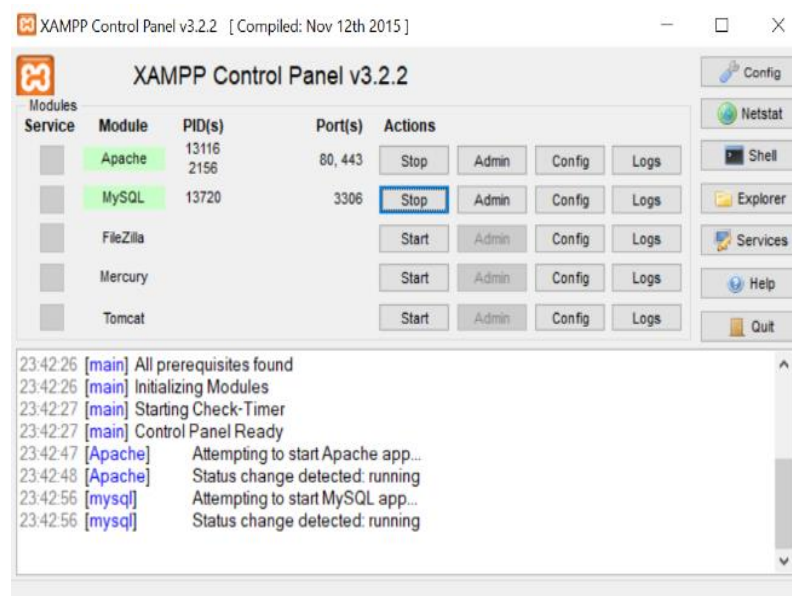 XAMPP Control Panel v3.2.2 [ Compiled: Nov 12th 2015 ]
XAMPP Control Panel v3.2.2
Config
Modules
Service Module PID(s) Port(s) Actions
Netstat
Apache 13116 2156 80, 443 Stop Admin Config Logs
Shell
MySQL 13720 3306 Stop Admin Config Logs
Explorer
FileZilla Start Admin Config Logs
Services
Mercury Start Admin Config Logs
Help
Tomcat Start Admin Config Logs
Quit
23:42:26 [main] All prerequisites found
23:42:26 [main] Initializing Modules
23:42:27 [main] Starting Check-Timer
23:42:27 [main] Control Panel Ready
23:42:47 [Apache] Attempting to start Apache app...
23:42:48 [Apache] Status change detected: running
23:42:56 [mysql] Attempting to start MySQL app...
23:42:56 [mysql] Status change detected: running